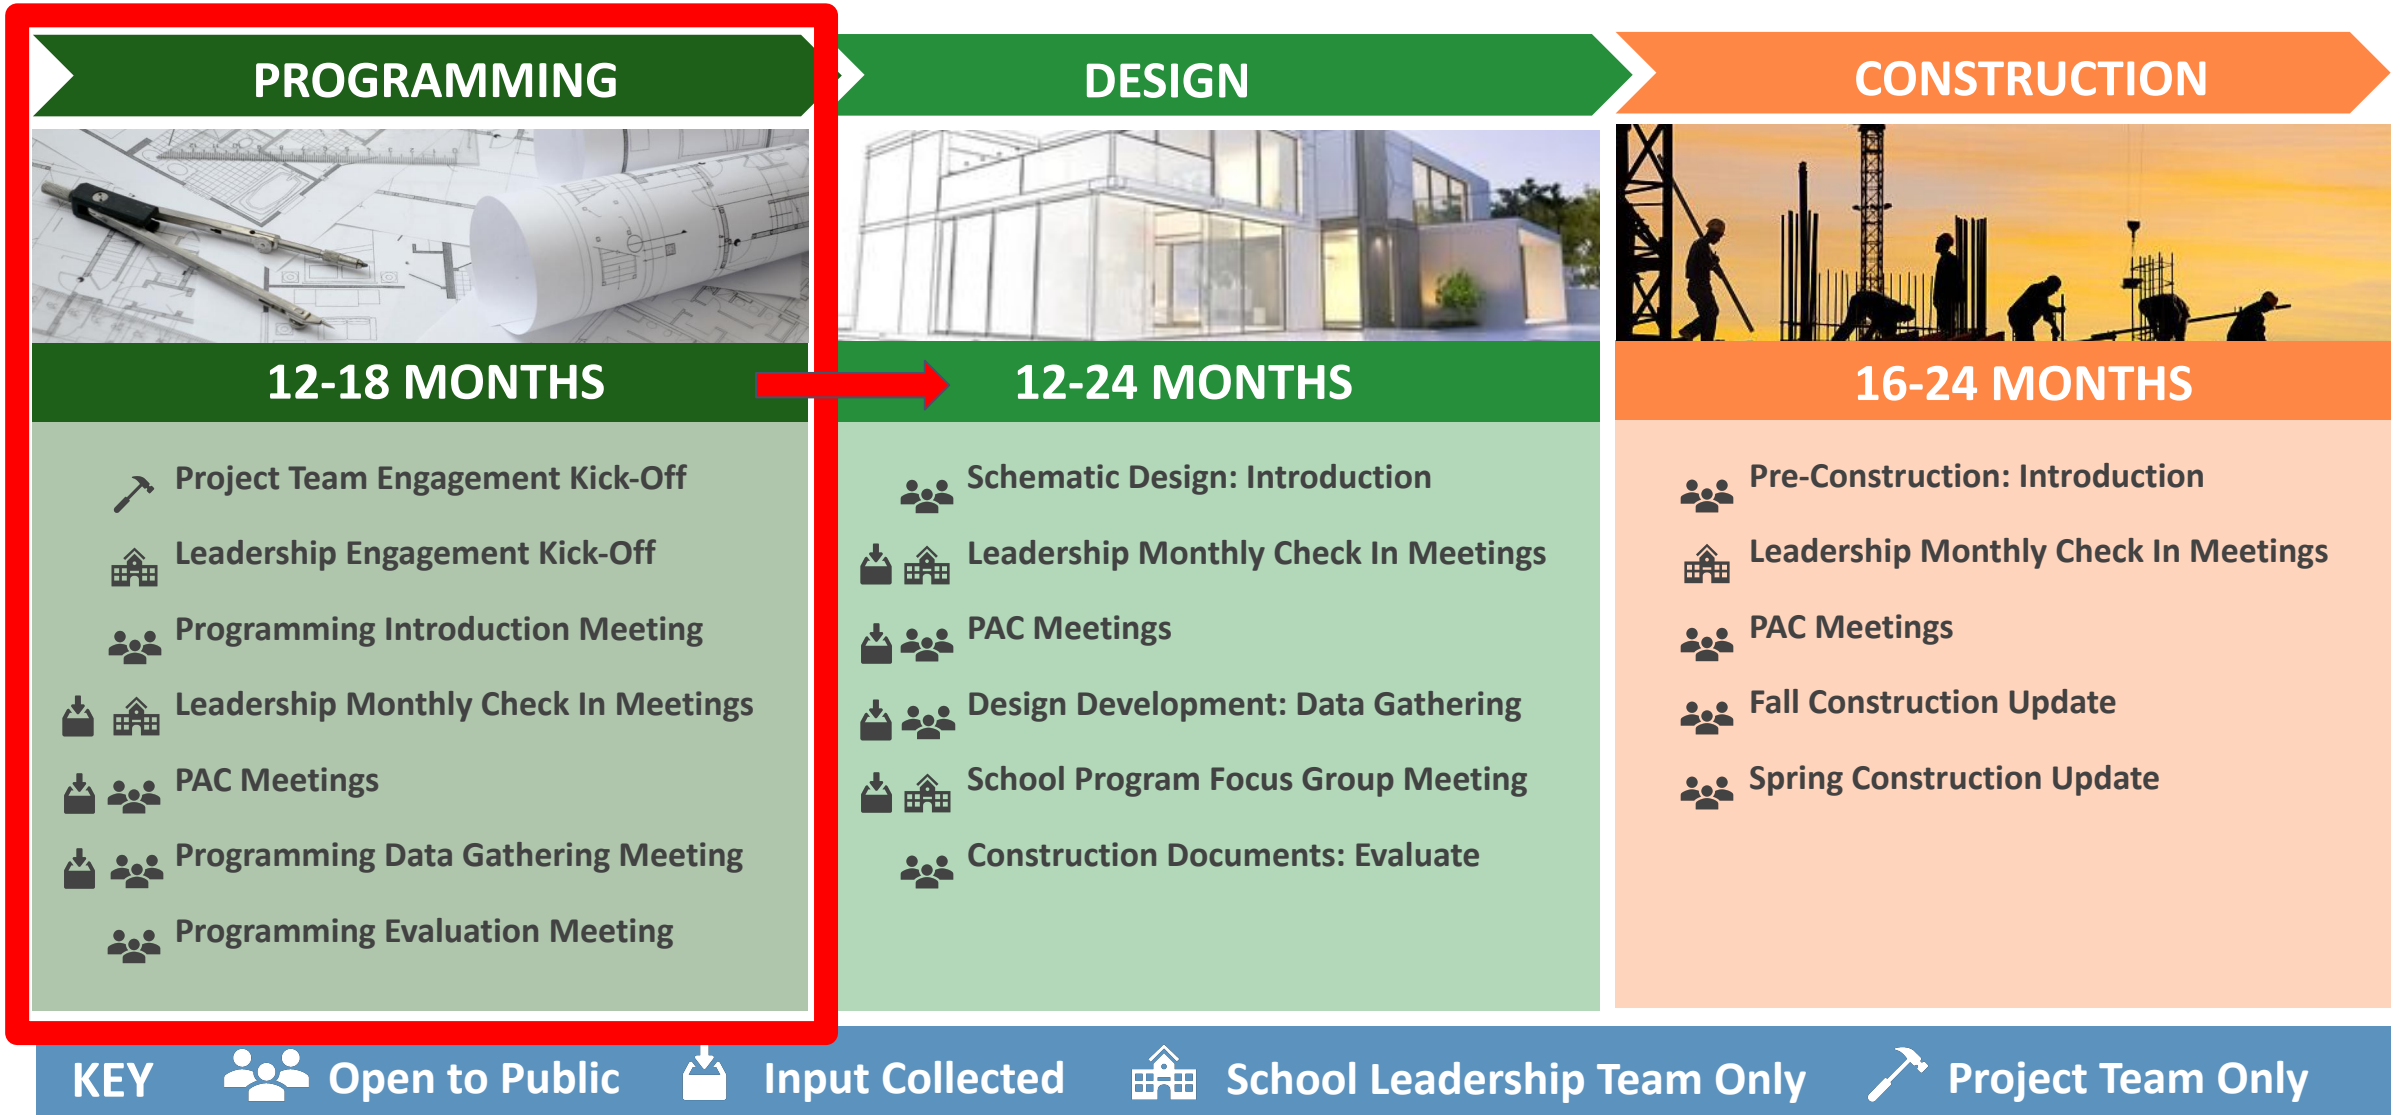 PROGRAMMING
12-18 MONTHS
Project Team Engagement Kick-Off
Leadership Engagement Kick-Off
Programming Introduction Meeting
Leadership Monthly Check In Meetings
PAC Meetings
Programming Data Gathering Meeting
Programming Evaluation Meeting
DESIGN
12-24 MONTHS
Schematic Design: Introduction
Leadership Monthly Check In Meetings
PAC Meetings
Design Development: Data Gathering
School Program Focus Group Meeting
Construction Documents: Evaluate
CONSTRUCTION
16-24 MONTHS
Pre-Construction: Introduction
Leadership Monthly Check In Meetings
PAC Meetings
Fall Construction Update
Spring Construction Update
KEY Open to Public Input Collected School Leadership Team Only Project Team Only